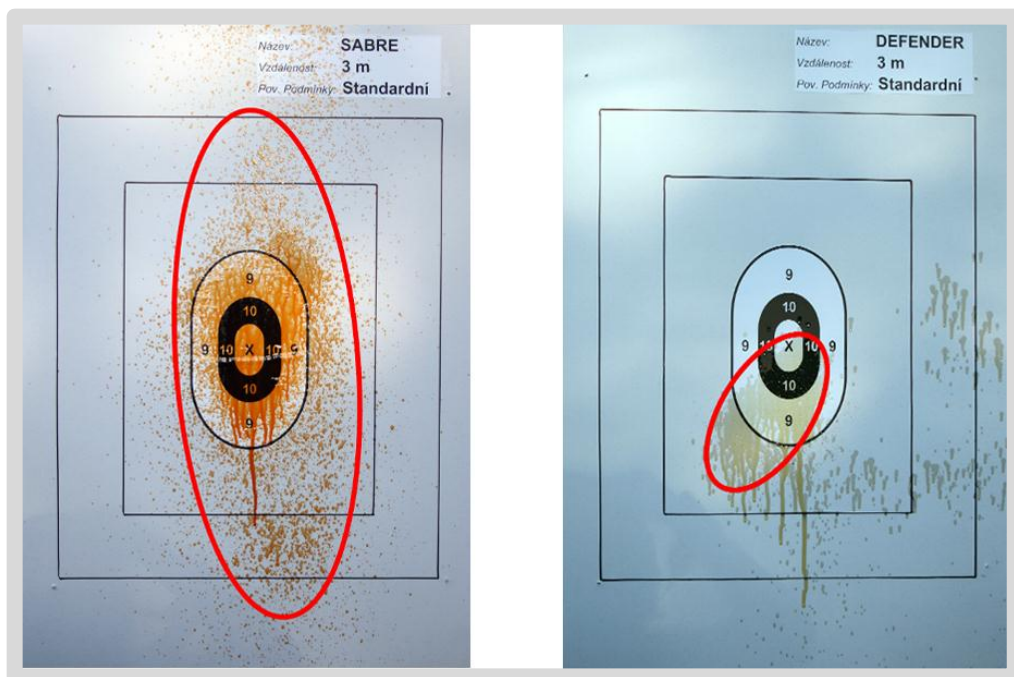 Název: SABRE
Vzdálenost: 3 m
Pov. Podmínky: Standardní
9
10
9 10 X 10 9
10
9
Název: DEFENDER
Vzdálenost: 3 m
Pov. Podmínky: Standardní
9
10
9 10 X 10 9
10
9